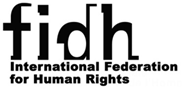 fidh
International Federation
for Human Rights